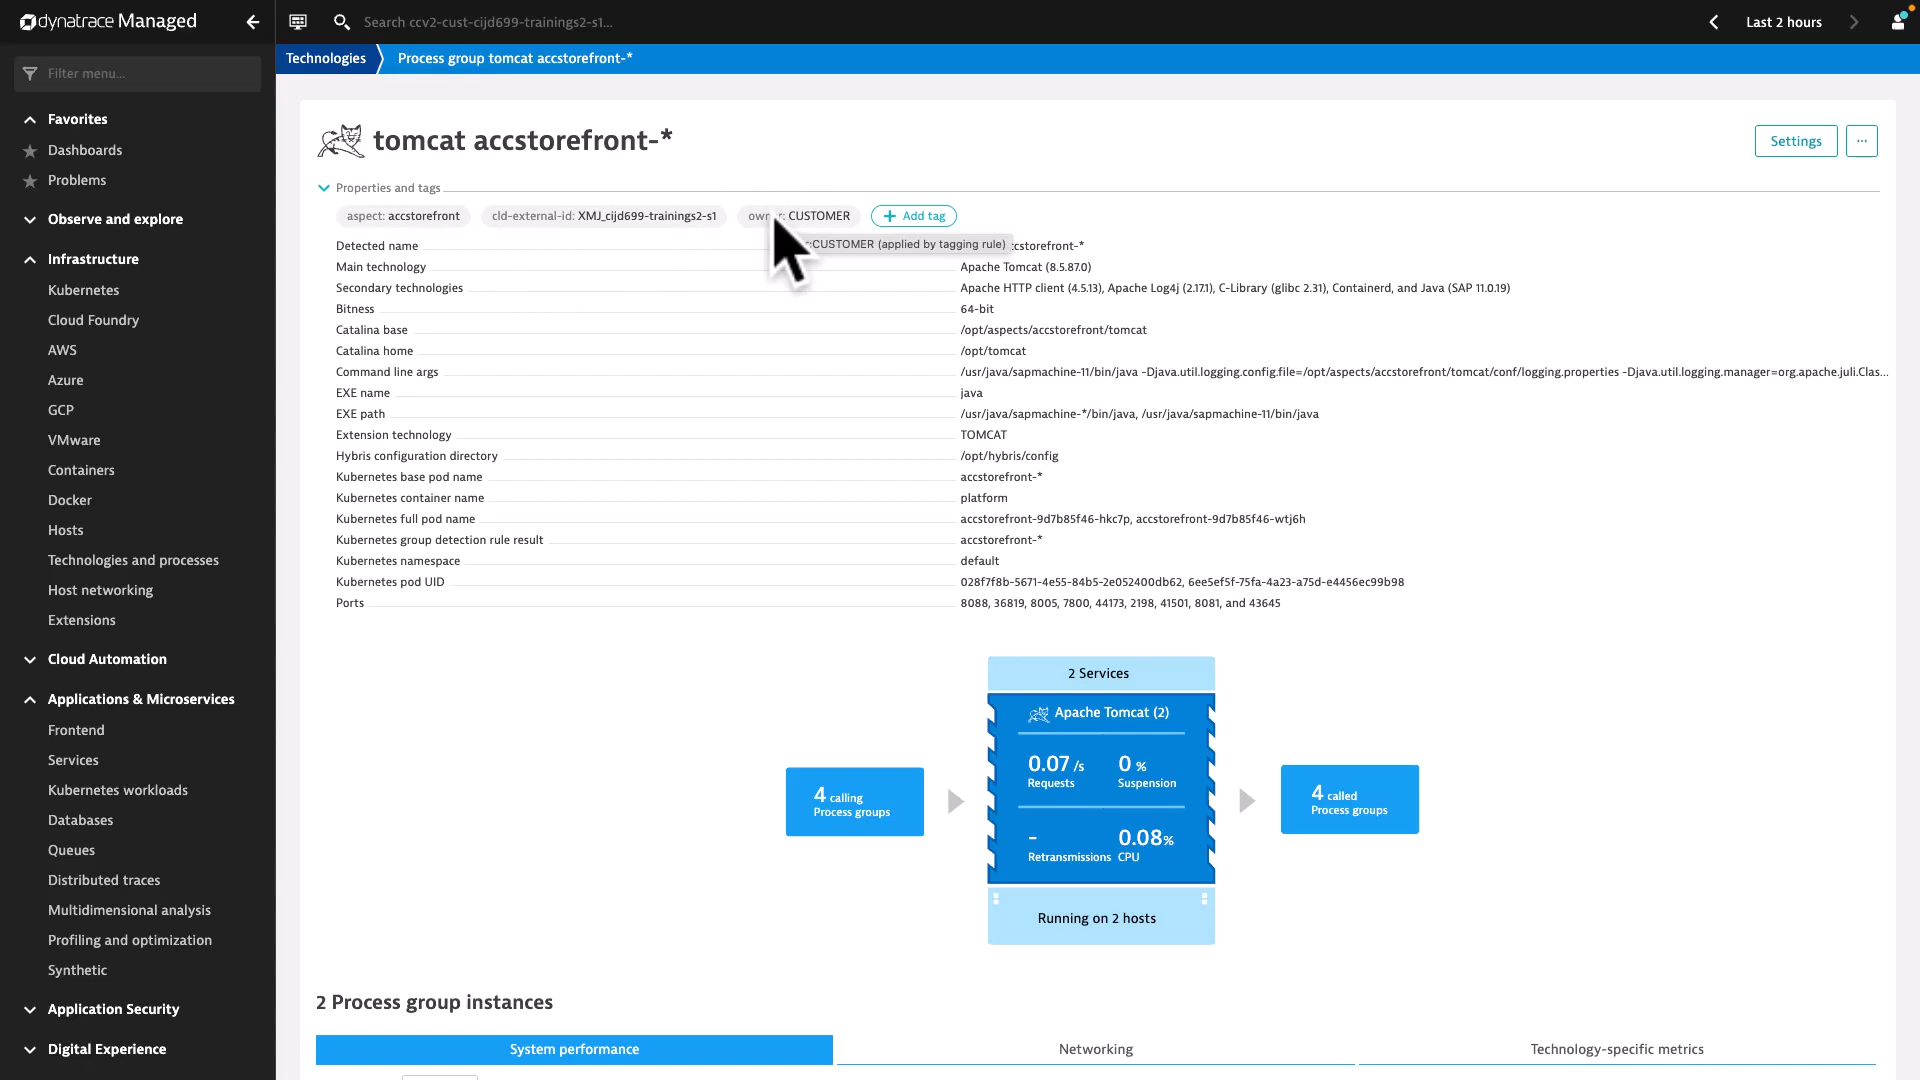 dynatrace Managed
Search ccv2-cust-cijd699-trainings2-s1...
Last 2 hours
Technologies
Process group tomcat accstorefront-*
Filter menu...
Favorites
Dashboards
Problems
Observe and explore
Infrastructure
Kubernetes
Cloud Foundry
AWS
Azure
GCP
VMware
Containers
Docker
Hosts
Technologies and processes
Host networking
Extensions
Cloud Automation
Applications & Microservices
Frontend
Services
Kubernetes workloads
Databases
Queues
Distributed traces
Multidimensional analysis
Profiling and optimization
Synthetic
Application Security
Digital Experience
tomcat accstorefront-*
Settings
...
Properties and tags
aspect: accstorefront
cld-external-id: XMJ_cijd699-trainings2-s1
CUSTOMER
+ Add tag
:CUSTOMER (applied by tagging rule)
Detected name
Main technology Apache Tomcat (8.5.87.0)
Secondary technologies Apache HTTP client (4.5.13), Apache Log4j (2.17.1), C-Library (glibc 2.31), Containerd, and Java (SAP 11.0.19)
Bitness 64-bit
Catalina base /opt/aspects/accstorefront/tomcat
Catalina home /opt/tomcat
Command line args /usr/java/sapmachine-11/bin/java -Djava.util.logging.config.file=/opt/aspects/accstorefront/tomcat/conf/logging.properties -Djava.util.logging.manager=org.apache.juli.Clas...
EXE name java
EXE path /usr/java/sapmachine-*/bin/java, /usr/java/sapmachine-11/bin/java
Extension technology TOMCAT
Hybris configuration directory /opt/hybris/config
Kubernetes base pod name accstorefront-*
Kubernetes container name platform
Kubernetes full pod name accstorefront-9d7b85f46-hkc7p, accstorefront-9d7b85f46-wtj6h
Kubernetes group detection rule result accstorefront-*
Kubernetes namespace default
Kubernetes pod UID 028f7f8b-5671-4e55-84b5-2e052400db62, 6ee5ef5f-75fa-4a23-a75d-e4456ec99b98
Ports 8088, 36819, 8005, 7800, 44173, 2198, 41501, 8081, and 43645
2 Services
Apache Tomcat (2)
0.07 /s
Requests
0 %
Suspension
-
Retransmissions
0.08%
CPU
4 calling
Process groups
4 called
Process groups
Running on 2 hosts
2 Process group instances
System performance
Networking
Technology-specific metrics